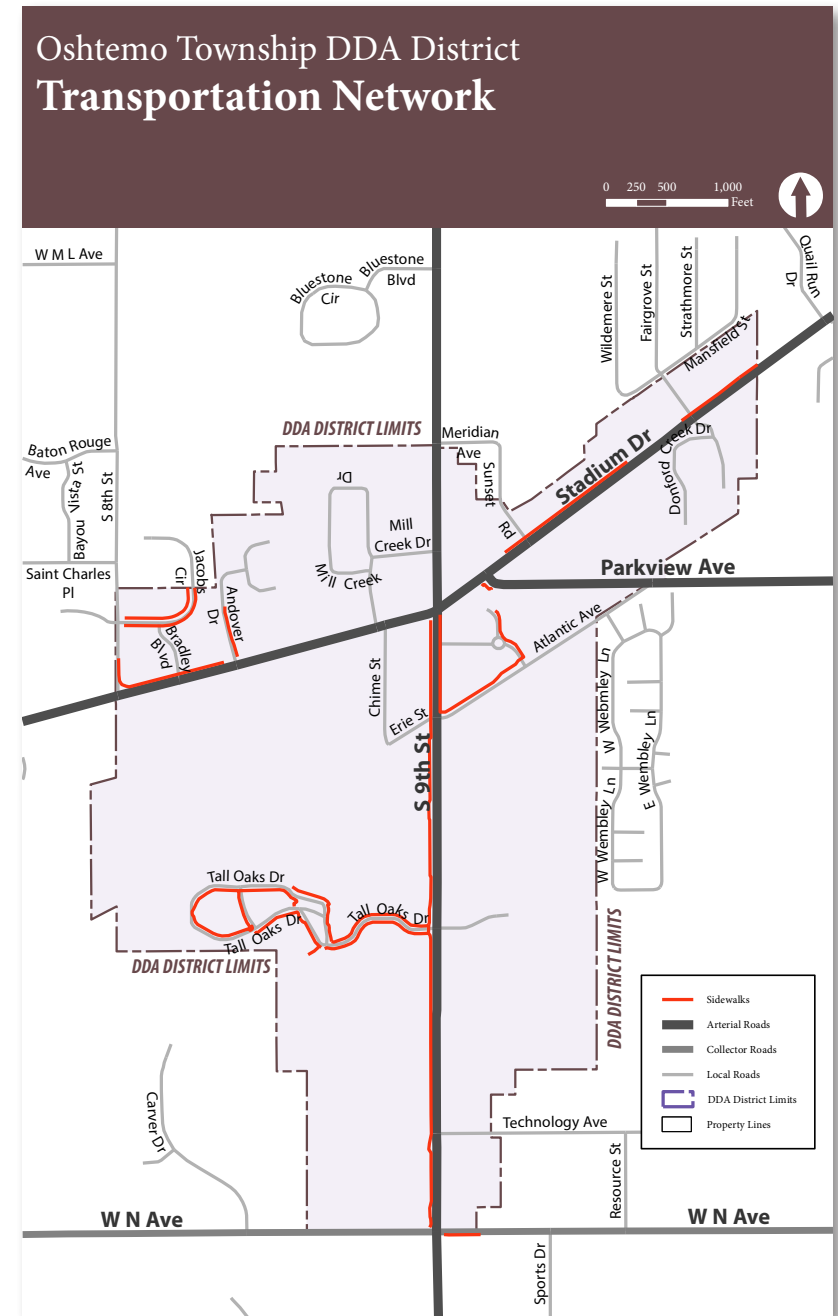 Oshtemo Township DDA District
Transportation Network
0 250 500 1,000
Feet
W M L Ave
Bluestone
Blvd
Bluestone
Cir
Quail Run
Dr
Wildemere St
Fairgrove St
Strathmore St
Mansfield St
DDA DISTRICT LIMITS
Meridian
Ave
Sunset
Rd
Stadium Dr
Donford Creek Dr
Baton Rouge
Ave
Bayou Vista St
S 8th St
Dr
Mill
Creek Dr
Mill Creek
Saint Charles
Pl
Jacobs
Cir
Andover
Dr
Bradley
Blvd
Parkview Ave
Atlantic Ave
Chime St
Erie St
S 9th St
W Webmley Ln
E Wembley Ln
W Wembley Ln
Tall Oaks Dr
Tall Oaks Dr
Tall Oaks Dr
DDA DISTRICT LIMITS
DDA DISTRICT LIMITS
Sidewalks
Arterial Roads
Collector Roads
Local Roads
DDA District Limits
Property Lines
Carver Dr
Technology Ave
Resource St
W N Ave
W N Ave
Sports Dr